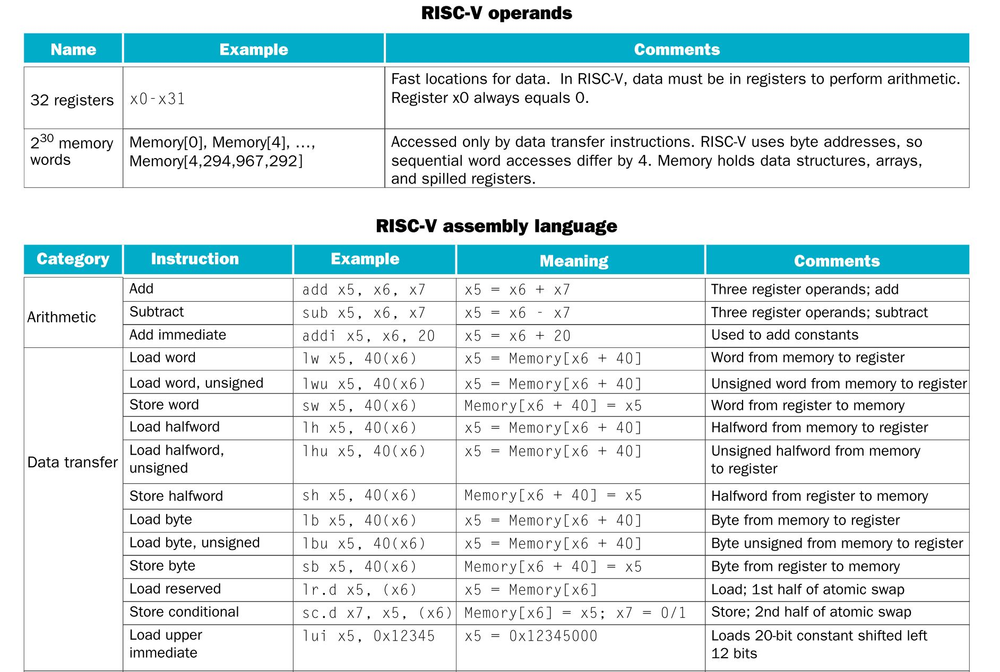 RISC-V operands
Name Example Comments
32 registers x0-x31 Fast locations for data. In RISC-V, data must be in registers to perform arithmetic.
Register x0 always equals 0.
2^30 memory
words
Memory[0], Memory[4], …,
Memory[4,294,967,292]
Accessed only by data transfer instructions. RISC-V uses byte addresses, so
sequential word accesses differ by 4. Memory holds data structures, arrays,
and spilled registers.
RISC-V assembly language
Category Instruction Example Meaning Comments
Arithmetic
Add add x5, x6, x7 x5 = x6 + x7 Three register operands; add
Subtract sub x5, x6, x7 x5 = x6 - x7 Three register operands; subtract
Add immediate addi x5, x6, 20 x5 = x6 + 20 Used to add constants
Data transfer
Load word lw x5, 40(x6) x5 = Memory[x6 + 40] Word from memory to register
Load word, unsigned lwu x5, 40(x6) x5 = Memory[x6 + 40] Unsigned word from memory to register
Store word sw x5, 40(x6) Memory[x6 + 40] = x5 Word from register to memory
Load halfword lh x5, 40(x6) x5 = Memory[x6 + 40] Halfword from memory to register
Load halfword,
unsigned
lhu x5, 40(x6) x5 = Memory[x6 + 40] Unsigned halfword from memory
to register
Store halfword sh x5, 40(x6) Memory[x6 + 40] = x5 Halfword from register to memory
Load byte lb x5, 40(x6) x5 = Memory[x6 + 40] Byte from memory to register
Load byte, unsigned lbu x5, 40(x6) x5 = Memory[x6 + 40] Byte unsigned from memory to register
Store byte sb x5, 40(x6) Memory[x6 + 40] = x5 Byte from register to memory
Load reserved lr.d x5, (x6) x5 = Memory[x6] Load; 1st half of atomic swap
Store conditional sc.d x7, x5, (x6) Memory[x6] = x5; x7 = 0/1 Store; 2nd half of atomic swap
Load upper
immediate
lui x5, 0x12345 x5 = 0x12345000 Loads 20-bit constant shifted left
12 bits